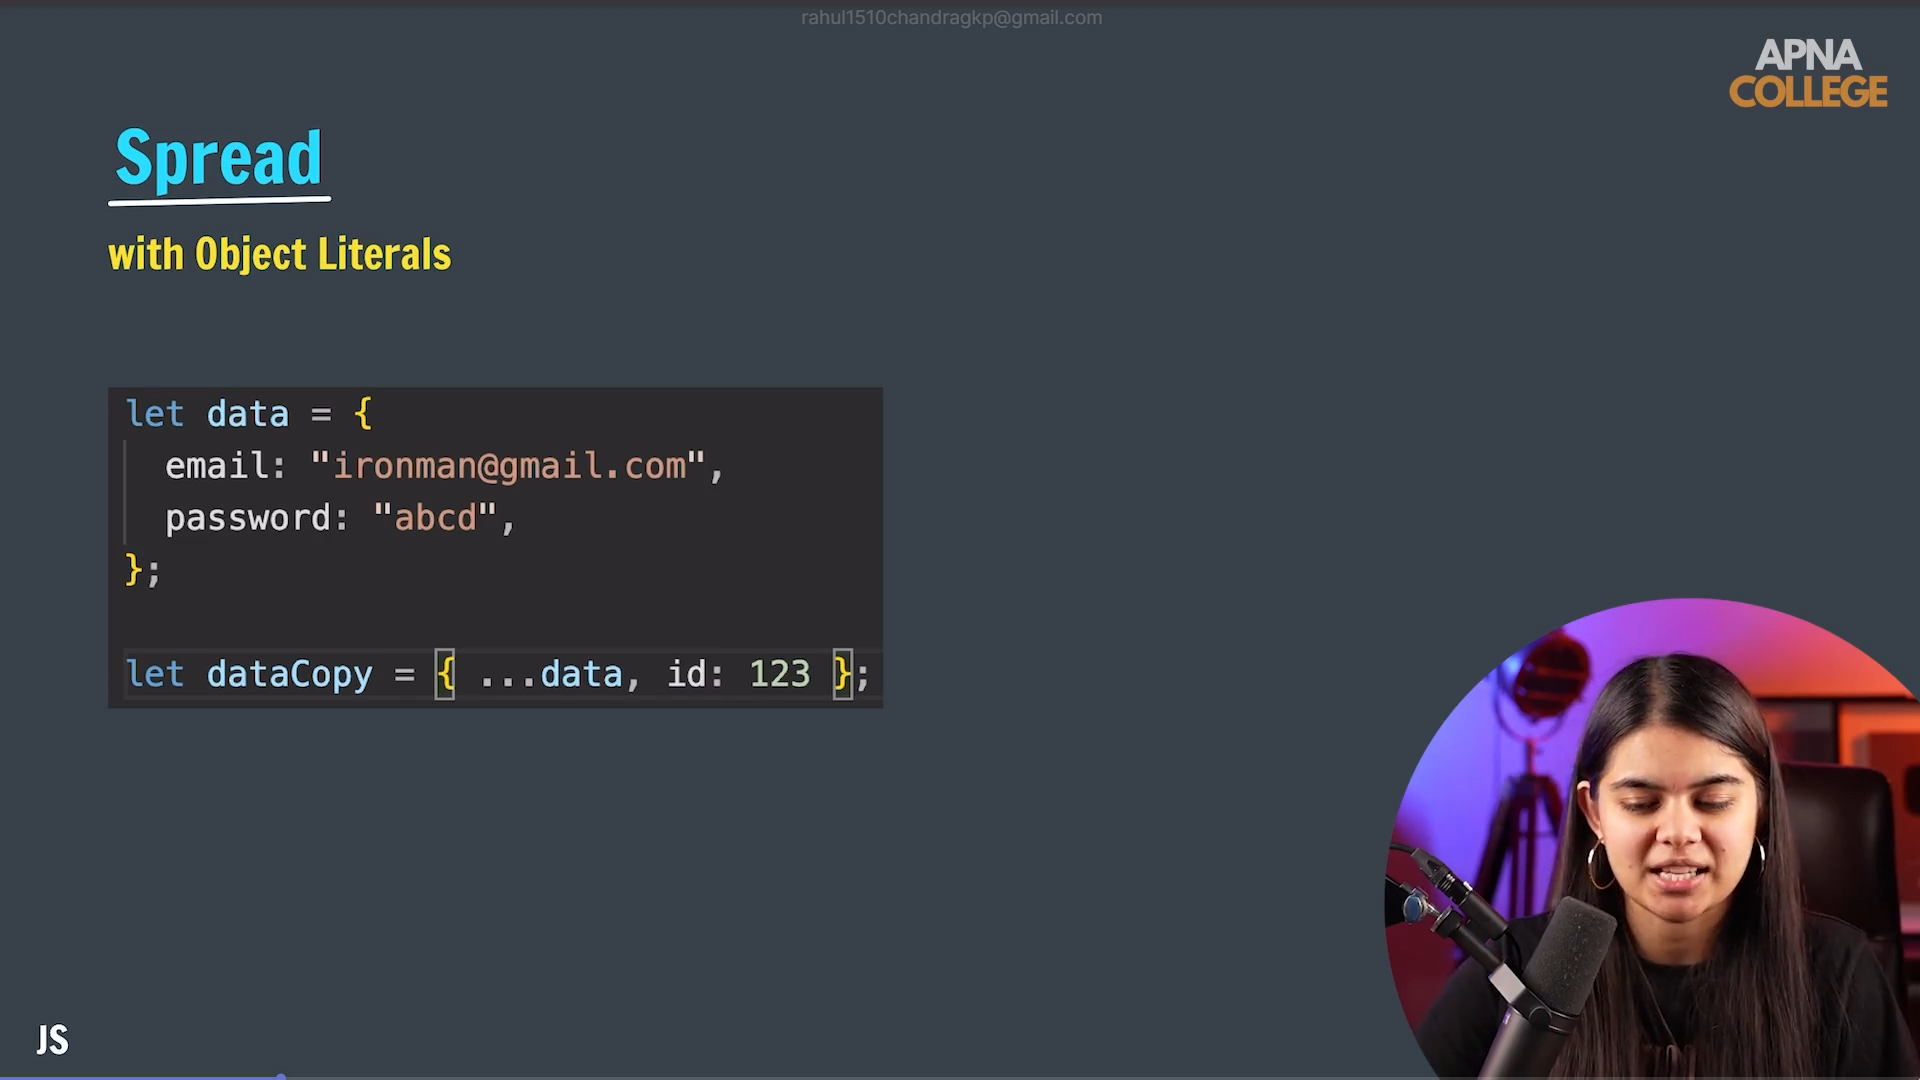 rahul1510chandragkp@gmail.com
APNA
COLLEGE
Spread
with Object Literals
let data = {
  email: "ironman@gmail.com",
  password: "abcd",
};
let dataCopy = { ...data, id: 123 };
JS